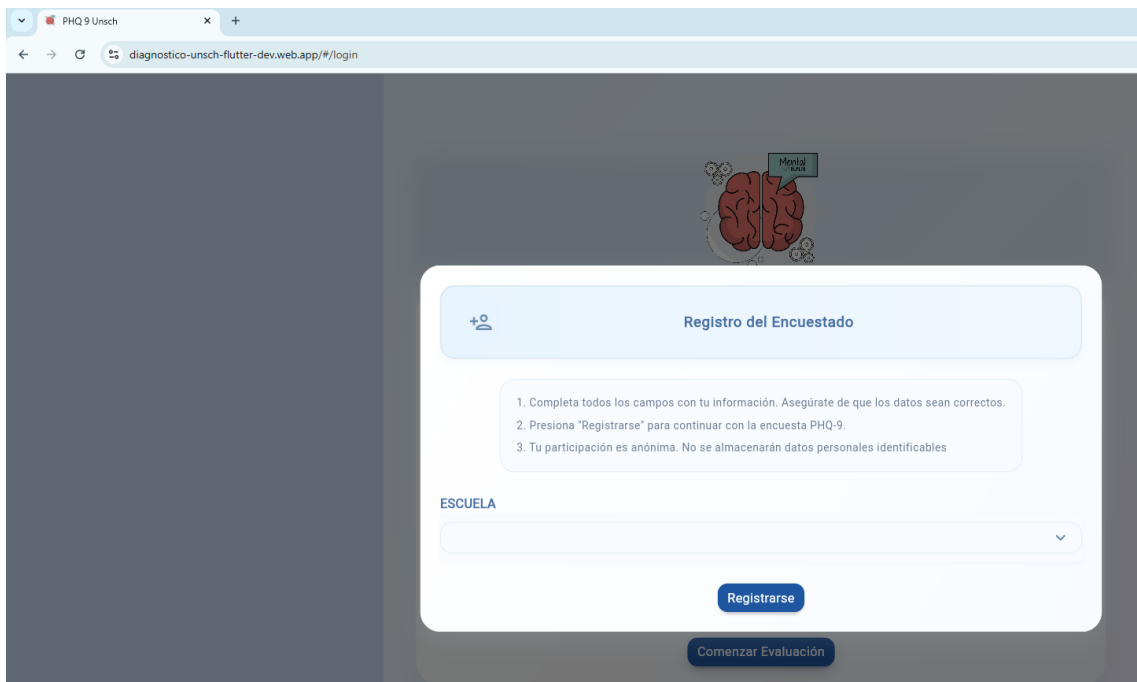 PHQ 9 Unsch
diagnostico-unsch-flutter-dev.web.app/#/login
Mental
Registro del Encuestado
1. Completa todos los campos con tu información. Asegúrate de que los datos sean correctos.
2. Presiona "Registrarse" para continuar con la encuesta PHQ-9.
3. Tu participación es anónima. No se almacenarán datos personales identificables
ESCUELA
Registrarse
Comenzar Evaluación